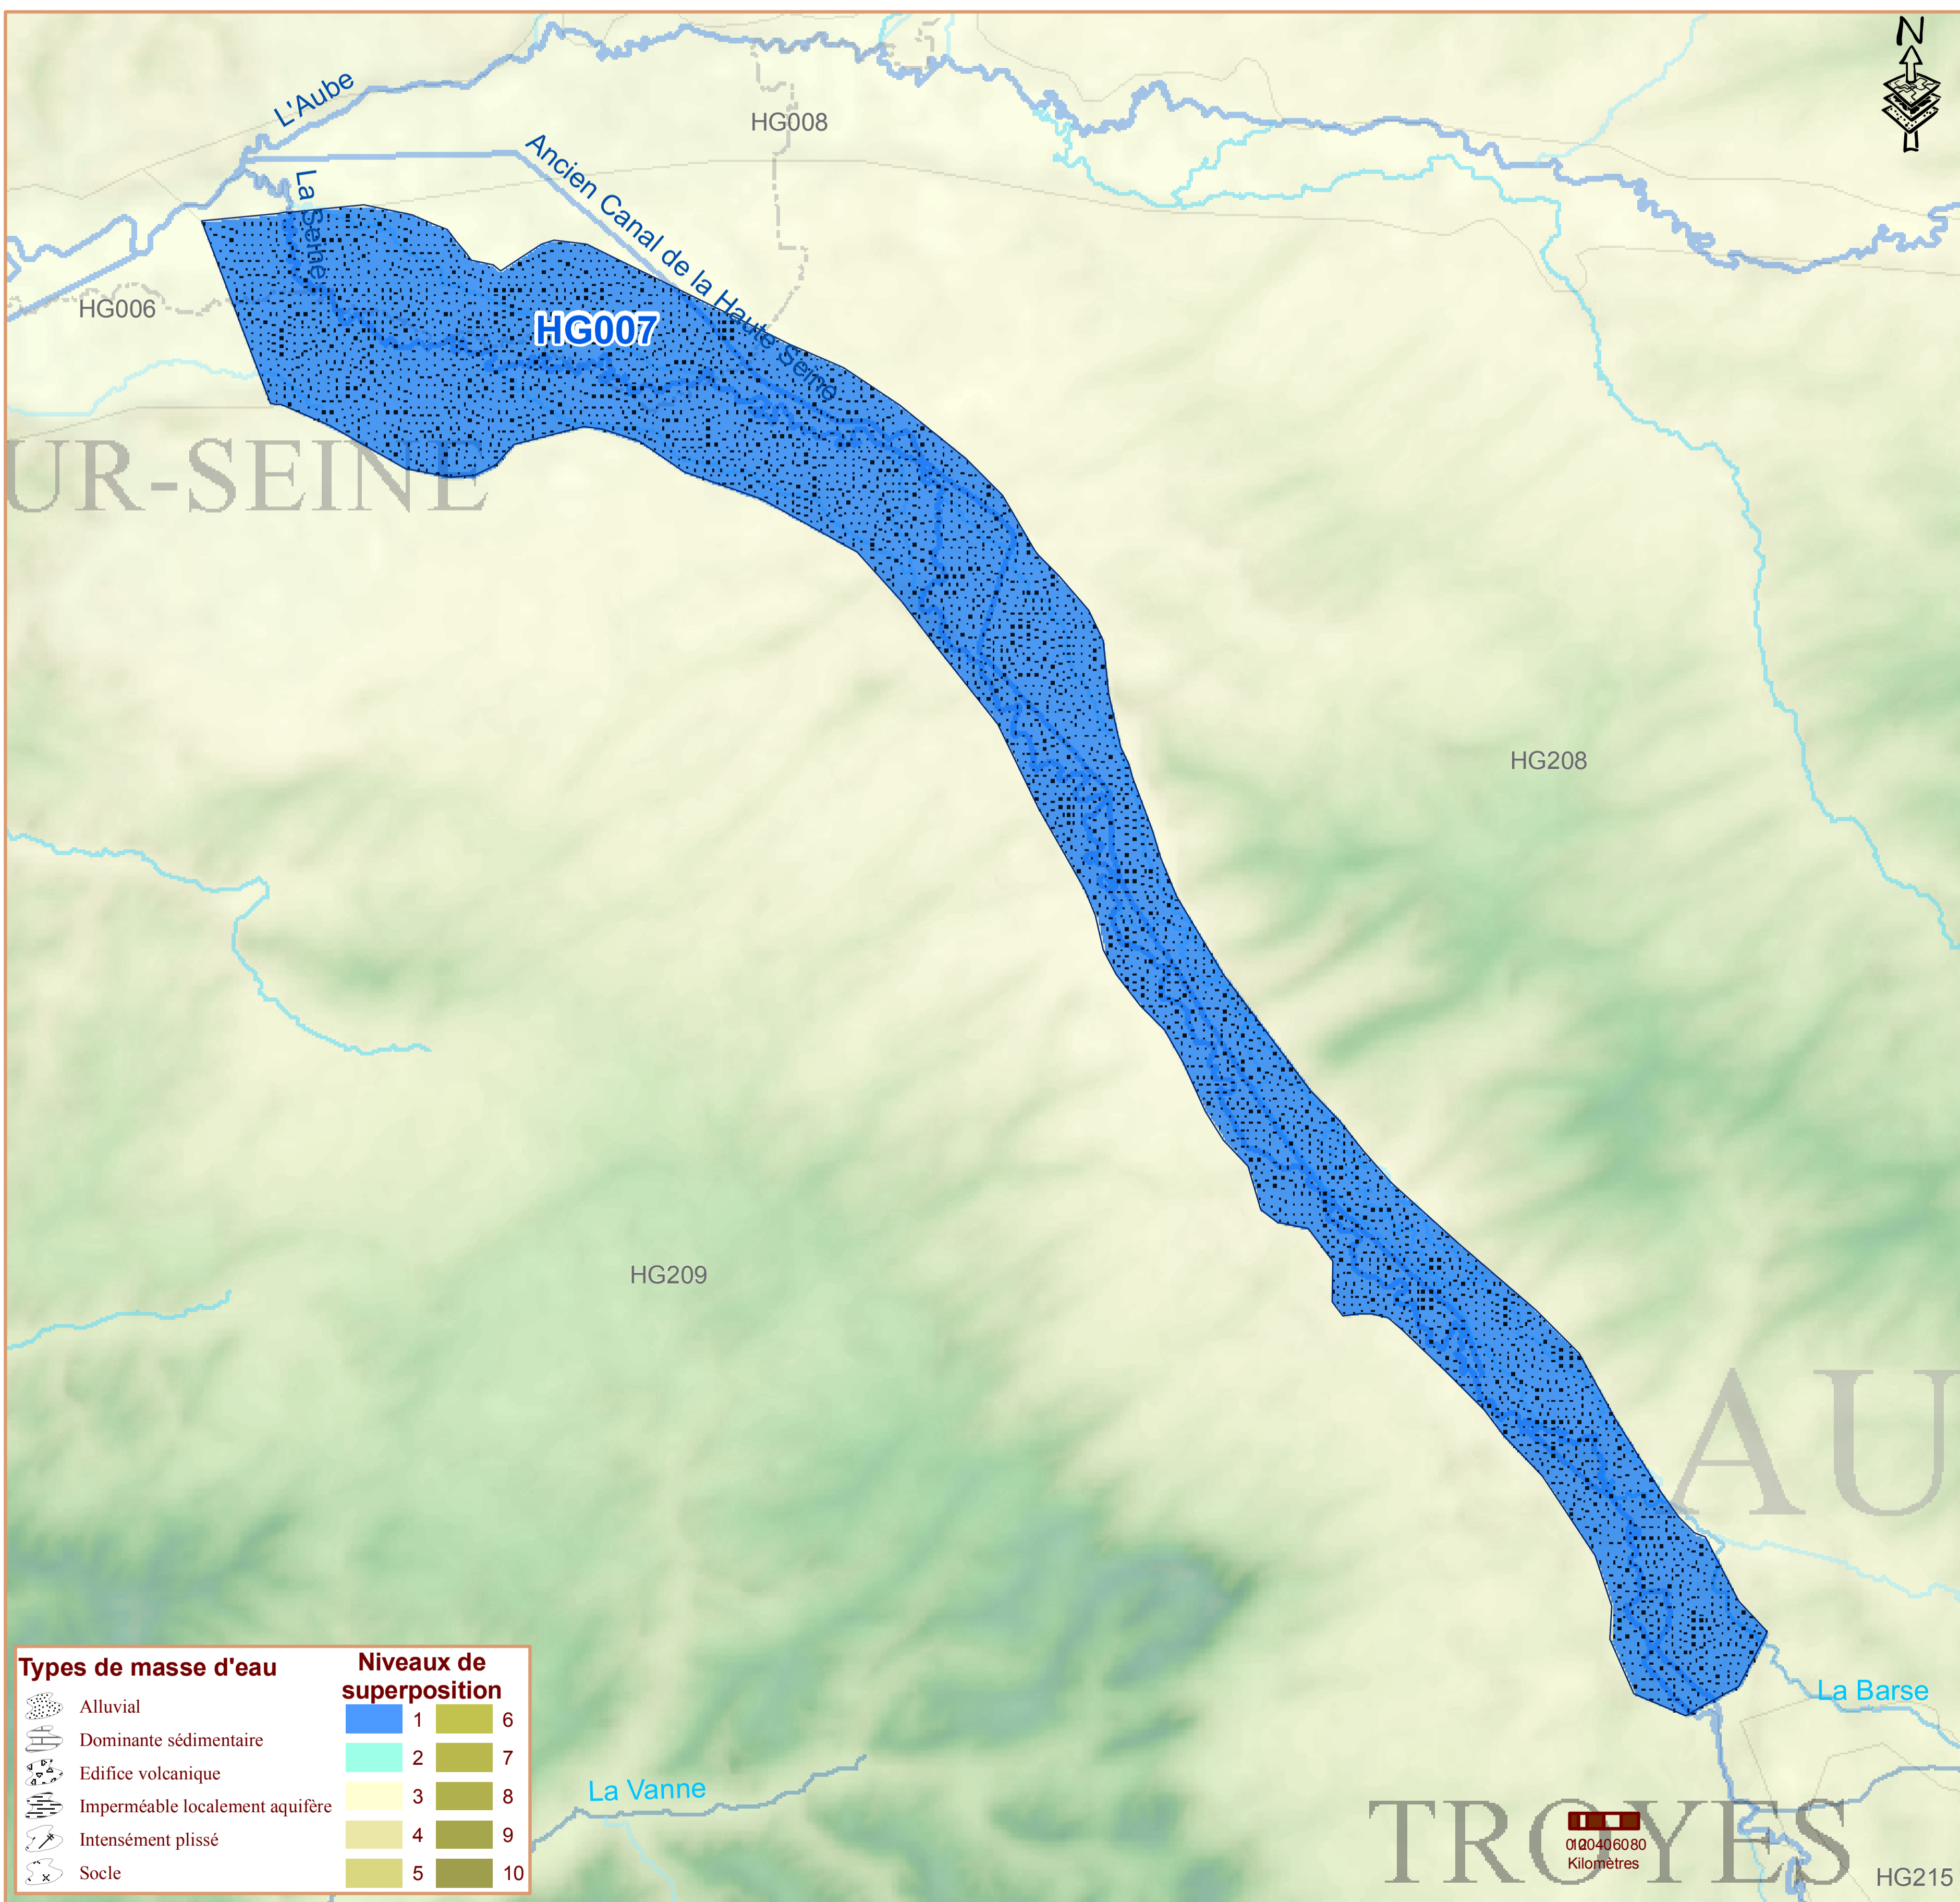 N
L'Aube
HG008
Ancien Canal de la Haute Seine
La Seine
HG006
HG007
UR-SEINE
HG208
HG209
AU
La Barse
La Vanne
TROYES
HG215
Types de masse d'eau
Alluvial
Dominante sédimentaire
Edifice volcanique
Imperméable localement aquifère
Intensément plissé
Socle
Niveaux de
superposition
1 6
2 7
3 8
4 9
5 10
Kilomètres